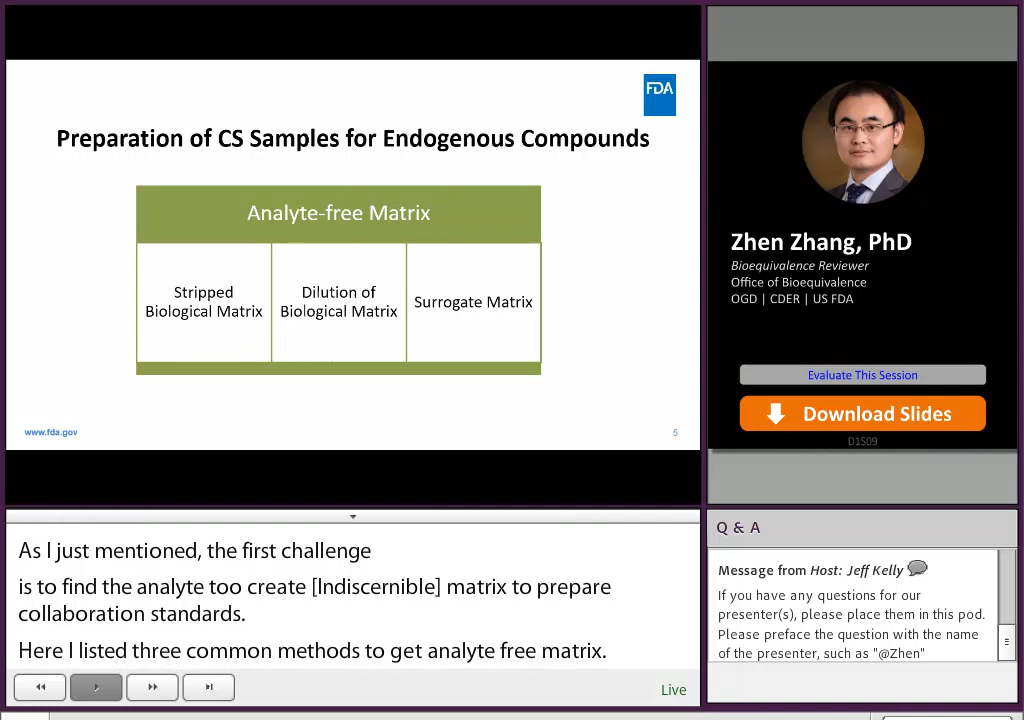 FDA
Preparation of CS Samples for Endogenous Compounds
Analyte-free Matrix
Stripped
Biological Matrix
Dilution of
Biological Matrix
Surrogate Matrix
www.fda.gov
5
Zhen Zhang, PhD
Bioequivalence Reviewer
Office of Bioequivalence
OGD | CDER | US FDA
Evaluate This Session
Download Slides
D1S09
As I just mentioned, the first challenge
is to find the analyte too create [Indiscernible] matrix to prepare
collaboration standards.
Here I listed three common methods to get analyte free matrix.
Live
Q & A
Message from Host: Jeff Kelly
If you have any questions for our
presenter(s), please place them in this pod.
Please preface the question with the name
of the presenter, such as "@Zhen"